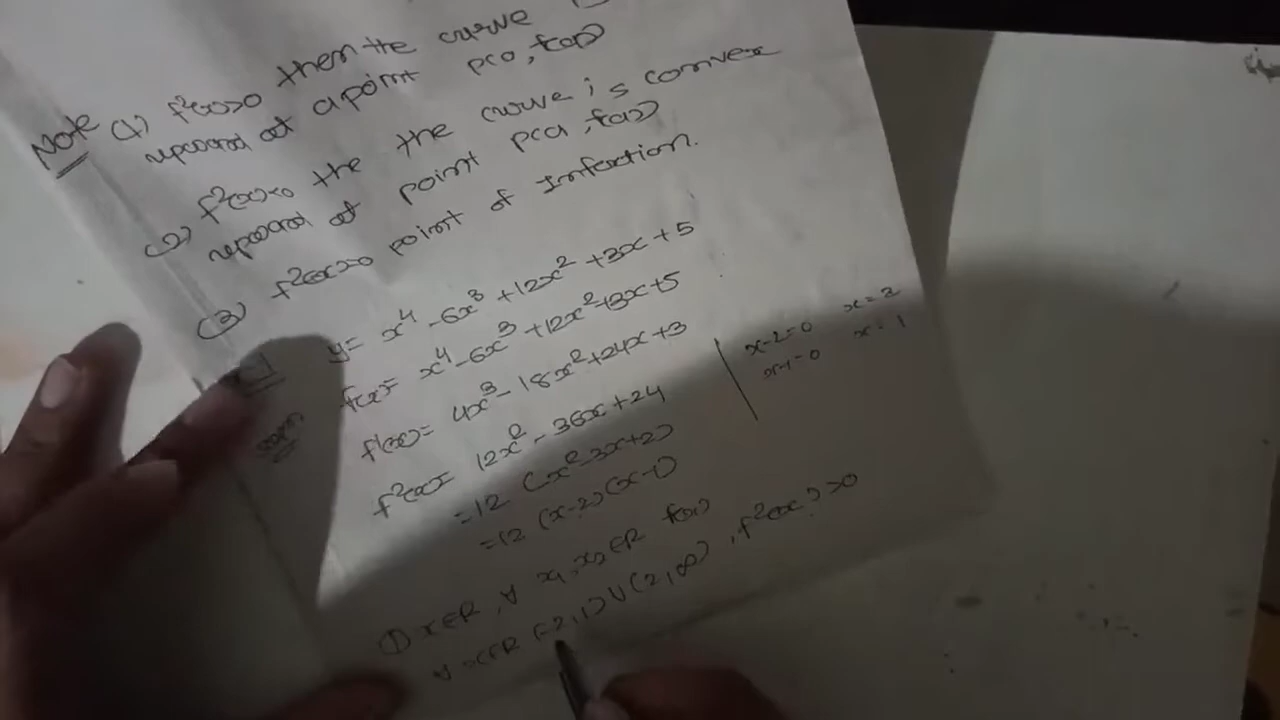 Note (1) f²(x)>0 then the curve is
upward at a point P(a, f(a))
(2) f²(x)<0 the the curve is convex
upward at point P(a, f(a))
(3) f²(x)=0 point of Infection.
y = x⁴ - 6x³ + 12x² + 3x + 5
f(x) = x⁴ - 6x³ + 12x² + 3x + 5
f'(x) = 4x³ - 18x² + 24x + 3
f²(x) = 12x² - 36x + 24
= 12 (x² - 3x + 2)
= 12 (x-2) (x-1)
x-2=0 x=2
x-1=0 x=1
① x∈R, ∀ x₁, x₂ ∈R f(x)
∀ x∈R (-2,1) ∪ (2,∞), f²(x) > 0